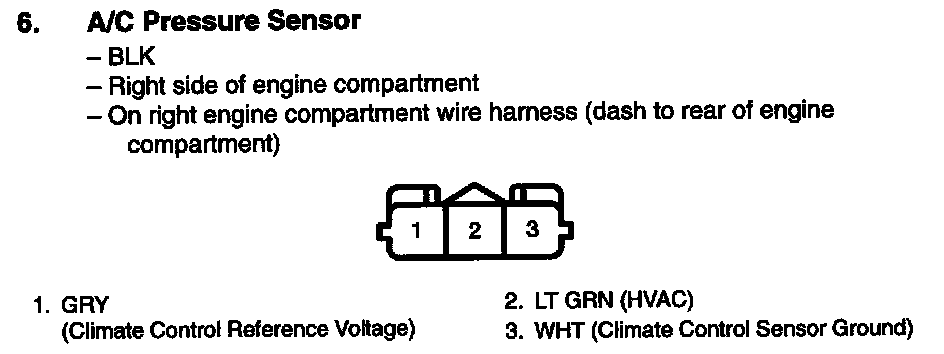 6. A/C Pressure Sensor
– BLK
– Right side of engine compartment
– On right engine compartment wire harness (dash to rear of engine
compartment)
1 2 3
1. GRY
(Climate Control Reference Voltage)
2. LT GRN (HVAC)
3. WHT (Climate Control Sensor Ground)